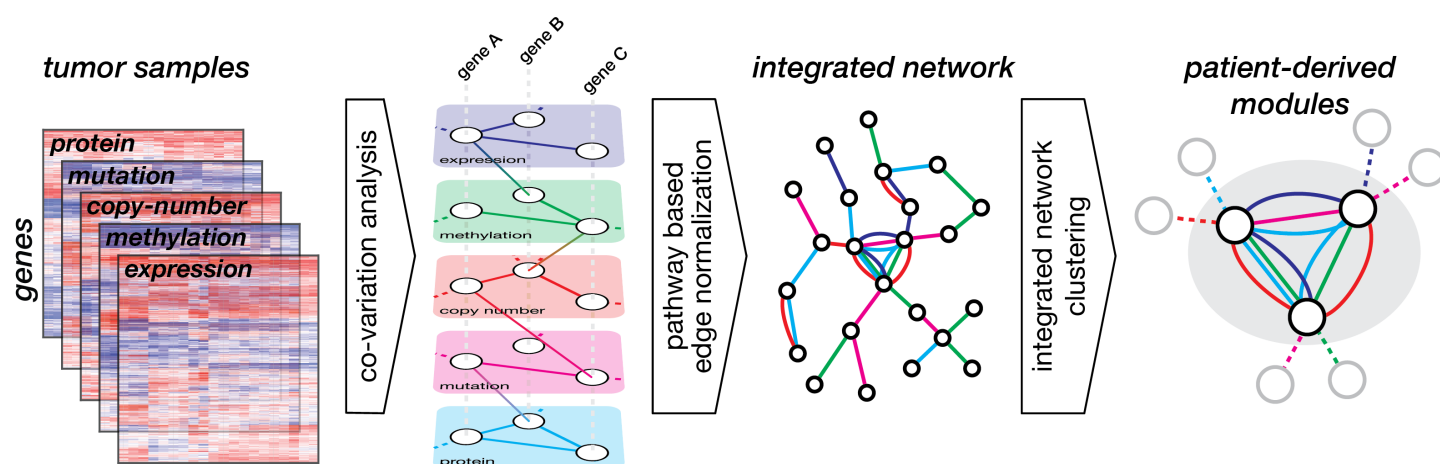 tumor samples
genes
protein
mutation
copy-number
methylation
expression
co-variation analysis
gene A
gene B
gene C
expression
methylation
copy number
mutation
protein
pathway based
edge normalization
integrated network
integrated network
clustering
patient-derived
modules